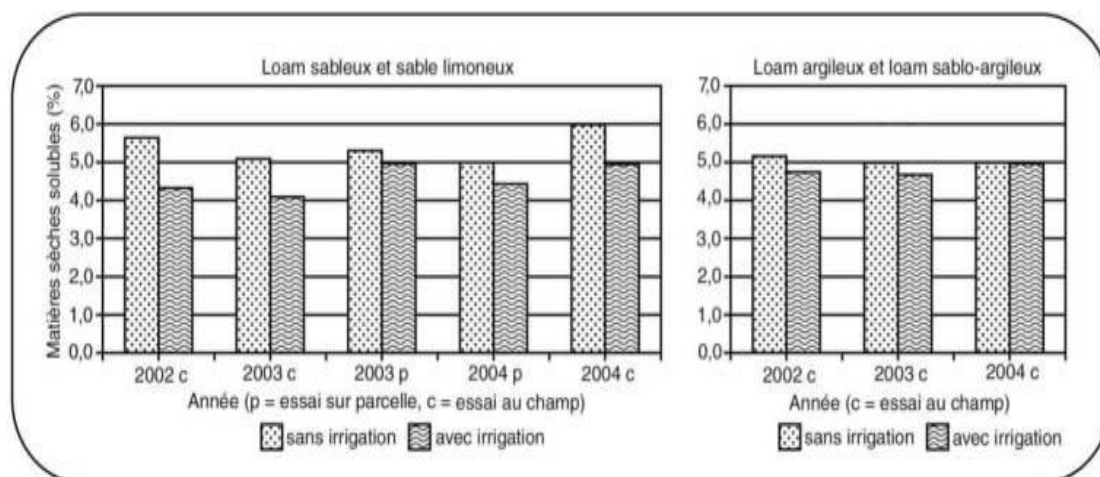 Loam sableux et sable limoneux
Matières sèches solubles (%)
7,0
6,0
5,0
4,0
3,0
2,0
1,0
0,0
2002 c 2003 c 2003 p 2004 p 2004 c
Année (p = essai sur parcelle, c = essai au champ)
sans irrigation avec irrigation
Loam argileux et loam sablo-argileux
7,0
6,0
5,0
4,0
3,0
2,0
1,0
0,0
2002 c 2003 c 2004 c
Année (c = essai au champ)
sans irrigation avec irrigation